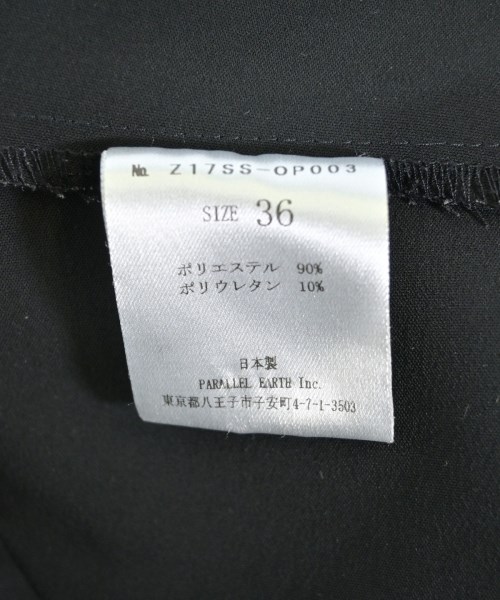 No. Z17SS-OP003
SIZE 36
ポリエステル 90%
ポリウレタン 10%
日本製
PARALLEL EARTH Inc.
東京都八王子市子安町4-7-1-3503